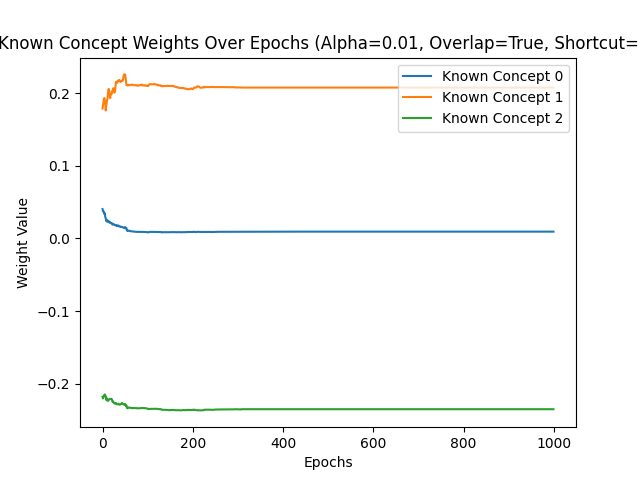 Known Concept Weights Over Epochs (Alpha=0.01, Overlap=True, Shortcut=
Known Concept 0
Known Concept 1
Known Concept 2
0.2
0.1
0.0
−0.1
−0.2
Weight Value
0 200 400 600 800 1000
Epochs